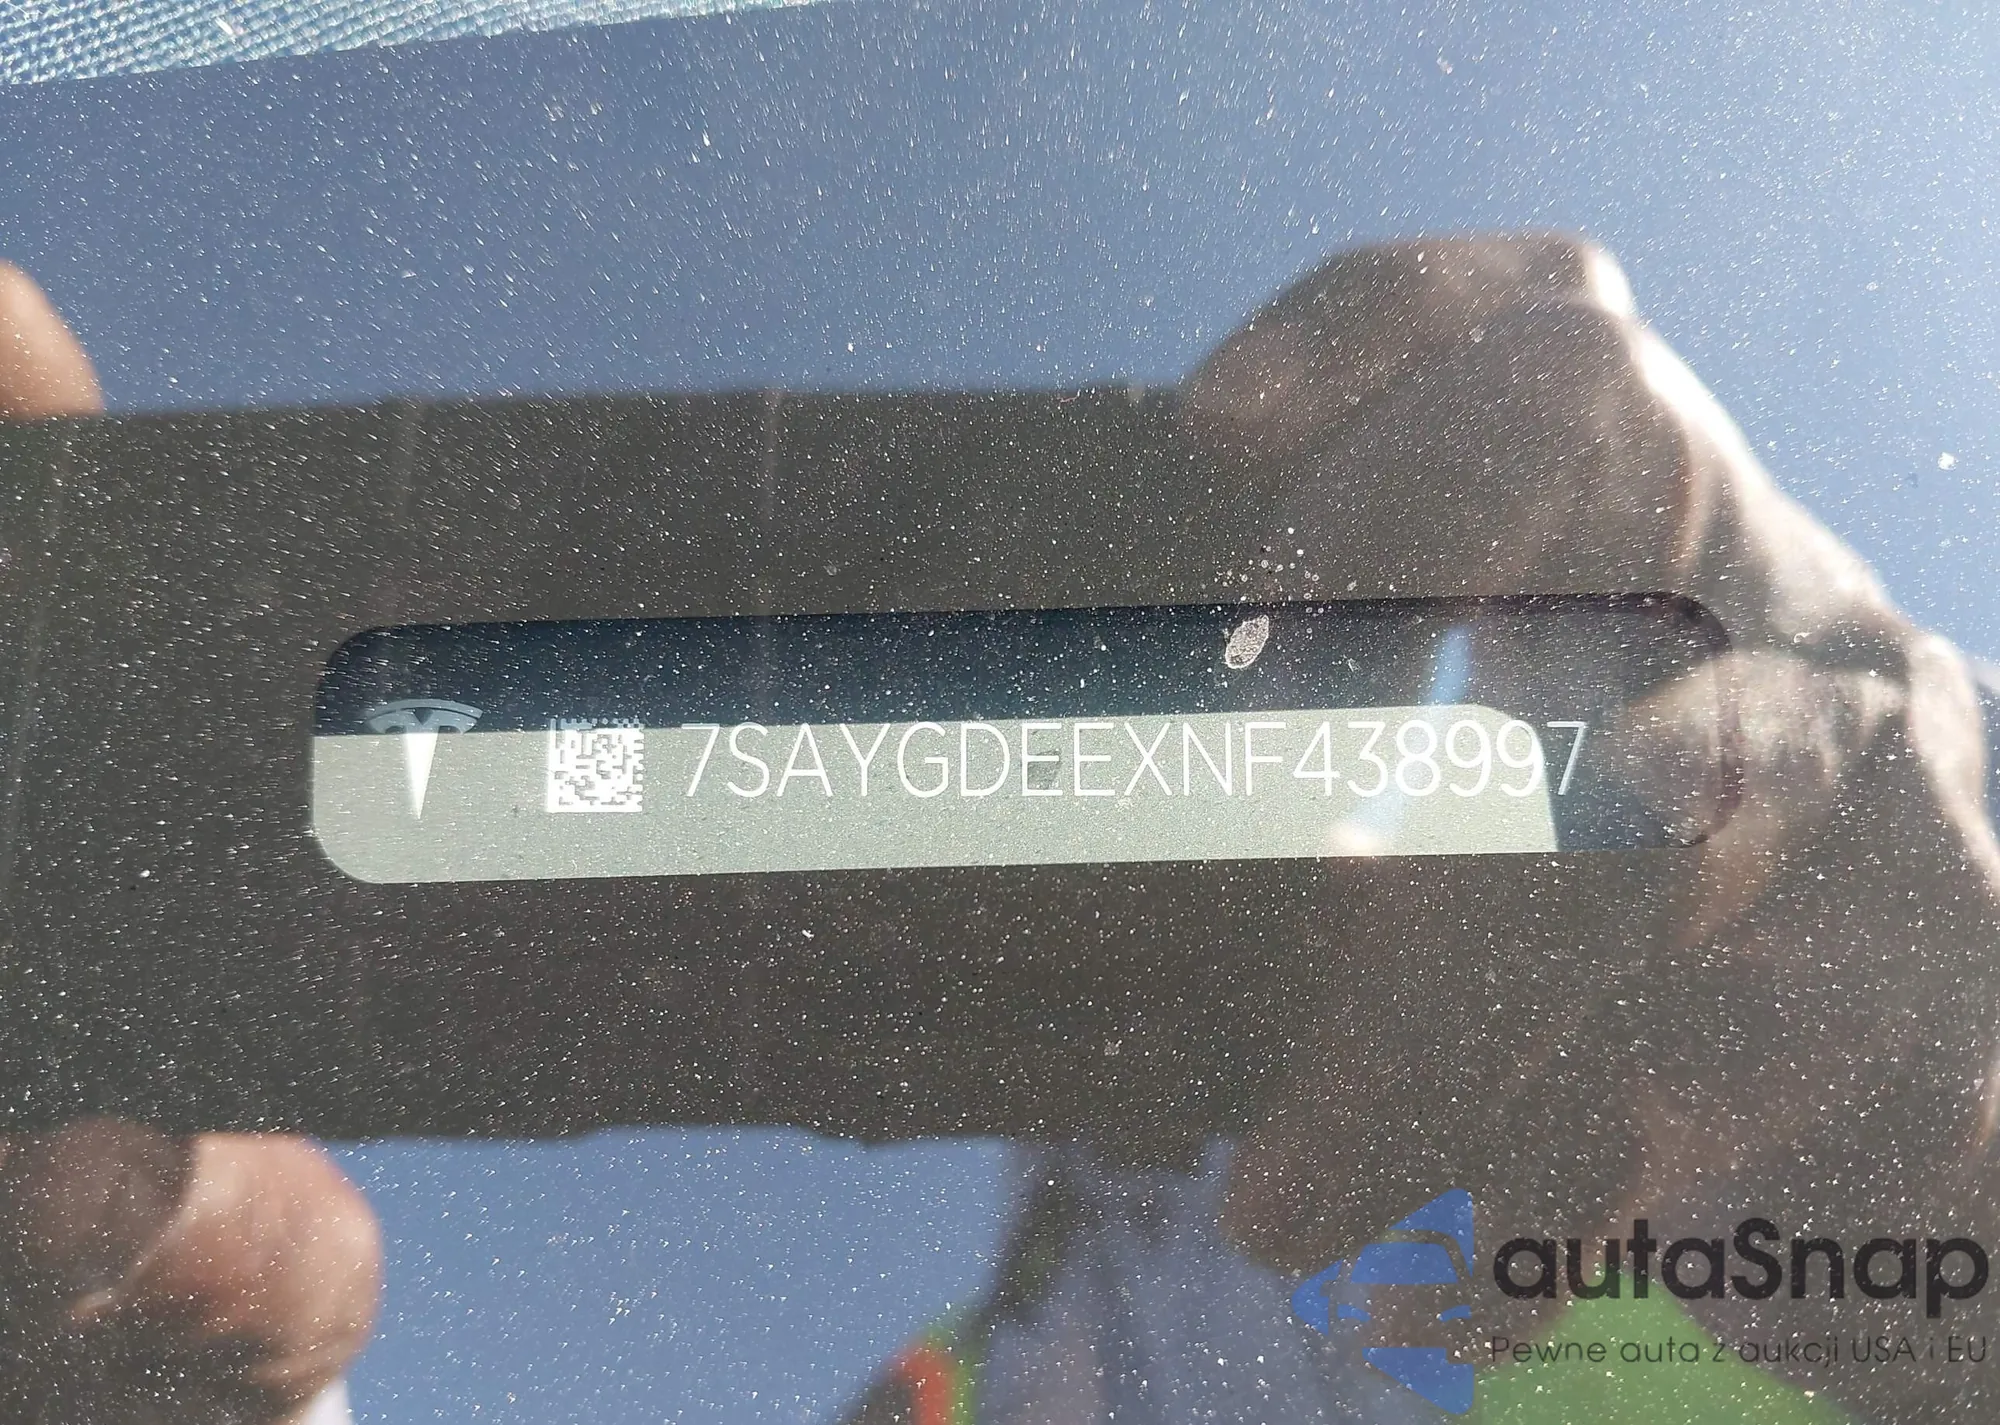 7SAYGDEEXNF438997
autaSnap
Pewne auta z aukcji USA i EU